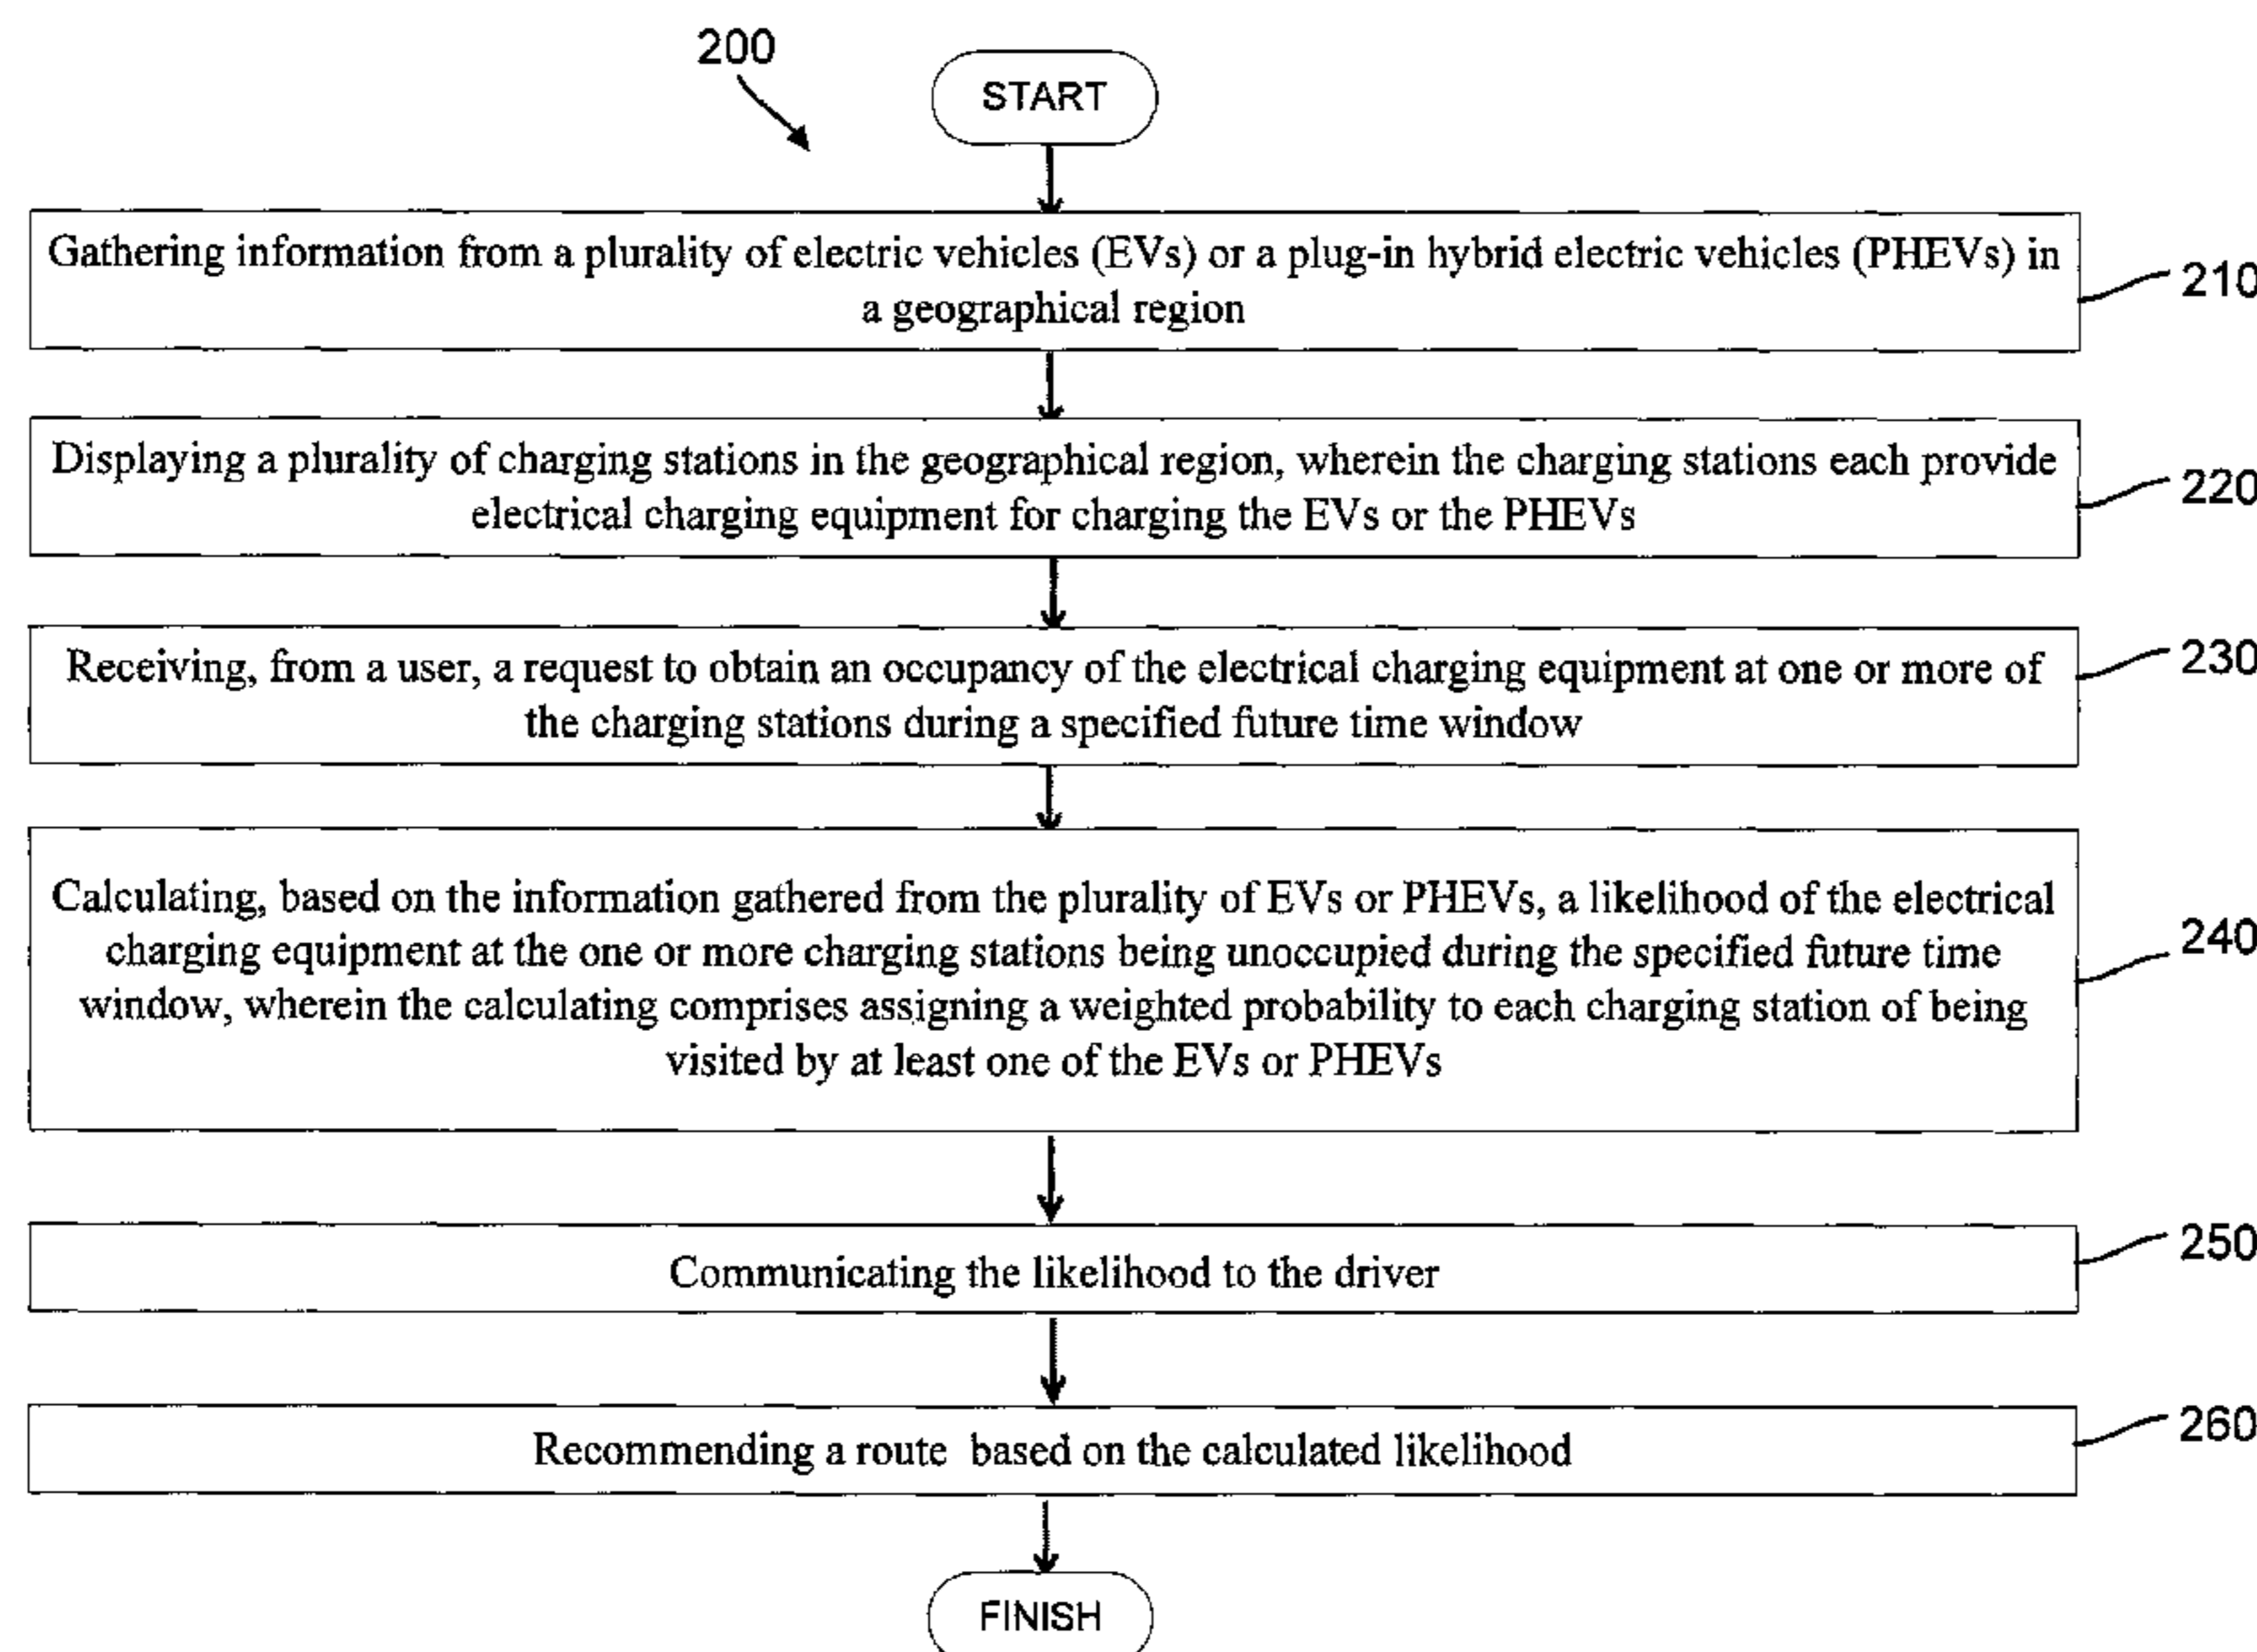 200
START
Gathering information from a plurality of electric vehicles (EVs) or a plug-in hybrid electric vehicles (PHEVs) in
a geographical region
210
Displaying a plurality of charging stations in the geographical region, wherein the charging stations each provide
electrical charging equipment for charging the EVs or the PHEVs
220
Receiving, from a user, a request to obtain an occupancy of the electrical charging equipment at one or more of
the charging stations during a specified future time window
230
Calculating, based on the information gathered from the plurality of EVs or PHEVs, a likelihood of the electrical
charging equipment at the one or more charging stations being unoccupied during the specified future time
window, wherein the calculating comprises assigning a weighted probability to each charging station of being
visited by at least one of the EVs or PHEVs
240
Communicating the likelihood to the driver
250
Recommending a route based on the calculated likelihood
260
FINISH